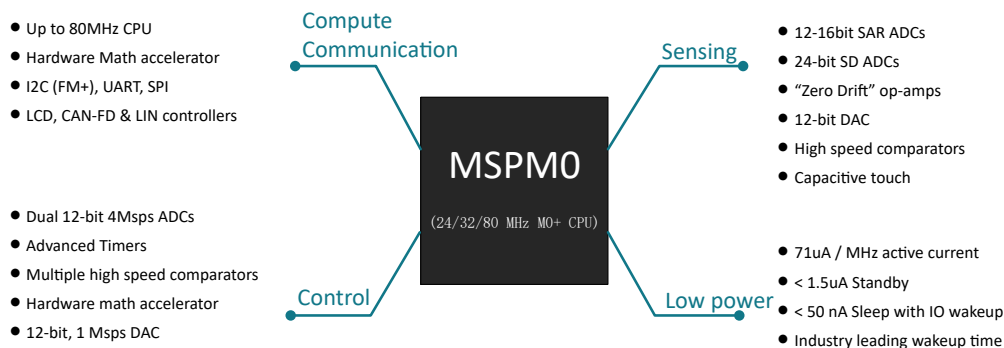 Compute
Communication
● Up to 80MHz CPU
● Hardware Math accelerator
● I2C (FM+), UART, SPI
● LCD, CAN-FD & LIN controllers
Sensing
● 12-16bit SAR ADCs
● 24-bit SD ADCs
● “Zero Drift” op-amps
● 12-bit DAC
● High speed comparators
● Capacitive touch
MSPM0
(24/32/80 MHz M0+ CPU)
Control
● Dual 12-bit 4Msps ADCs
● Advanced Timers
● Multiple high speed comparators
● Hardware math accelerator
● 12-bit, 1 Msps DAC
Low power
● 71uA / MHz active current
● < 1.5uA Standby
● < 50 nA Sleep with IO wakeup
● Industry leading wakeup time